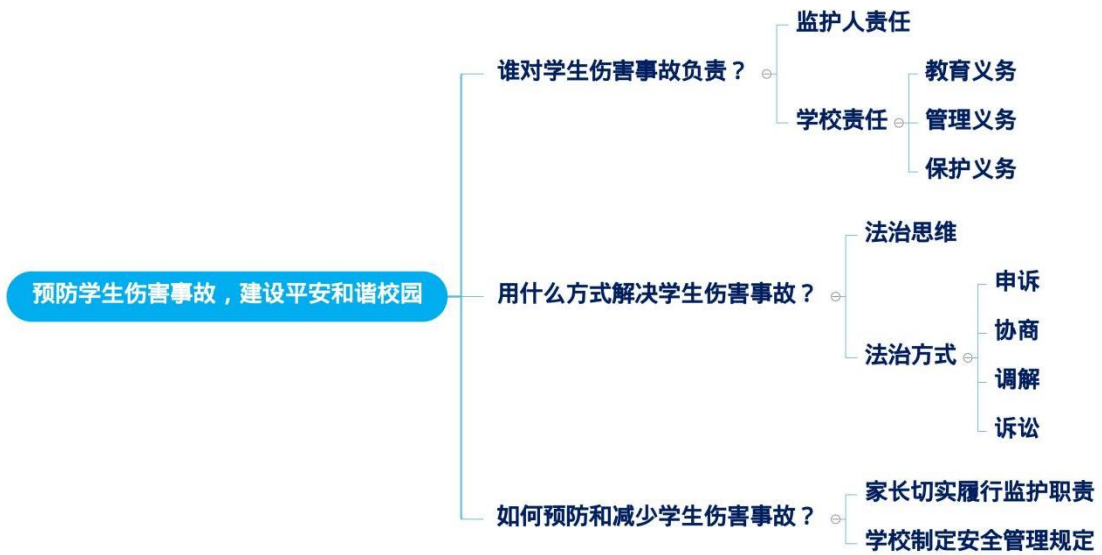 预防学生伤害事故，建设平安和谐校园
谁对学生伤害事故负责？
监护人责任
学校责任
教育义务
管理义务
保护义务
用什么方式解决学生伤害事故？
法治思维
法治方式
申诉
协商
调解
诉讼
如何预防和减少学生伤害事故？
家长切实履行监护职责
学校制定安全管理规定